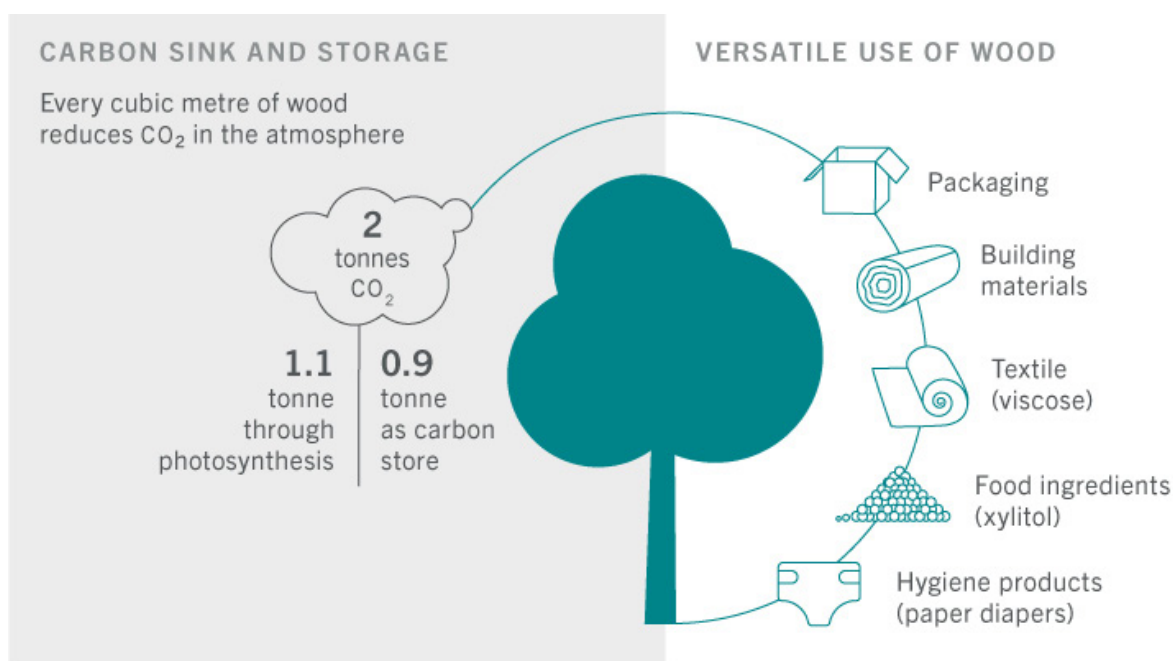 CARBON SINK AND STORAGE
Every cubic metre of wood
reduces CO₂ in the atmosphere
2
tonnes
CO₂
1.1
tonne
through
photosynthesis
0.9
tonne
as carbon
store
VERSATILE USE OF WOOD
Packaging
Building
materials
Textile
(viscose)
Food ingredients
(xylitol)
Hygiene products
(paper diapers)